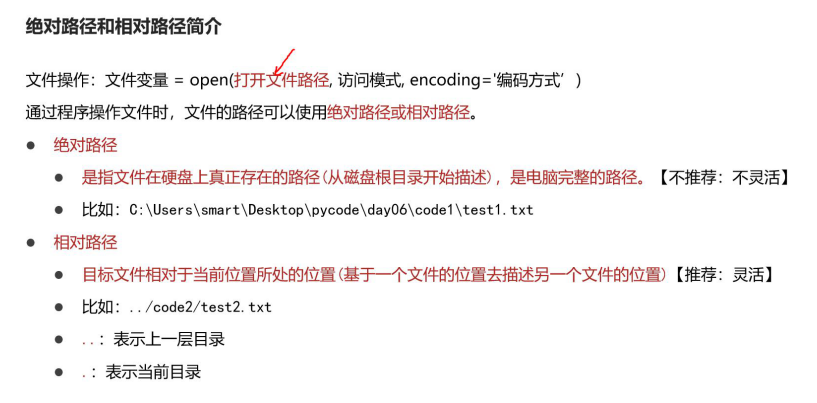 绝对路径和相对路径简介
文件操作：文件变量 = open(打开文件路径, 访问模式, encoding='编码方式’)
通过程序操作文件时，文件的路径可以使用绝对路径或相对路径。
● 绝对路径
● 是指文件在硬盘上真正存在的路径(从磁盘根目录开始描述)，是电脑完整的路径。【不推荐：不灵活】
● 比如：C:\Users\smart\Desktop\pycode\day06\code1\test1.txt
● 相对路径
● 目标文件相对于当前位置所处的位置(基于一个文件的位置去描述另一个文件的位置)【推荐：灵活】
● 比如：../code2/test2.txt
● ..：表示上一层目录
● .：表示当前目录